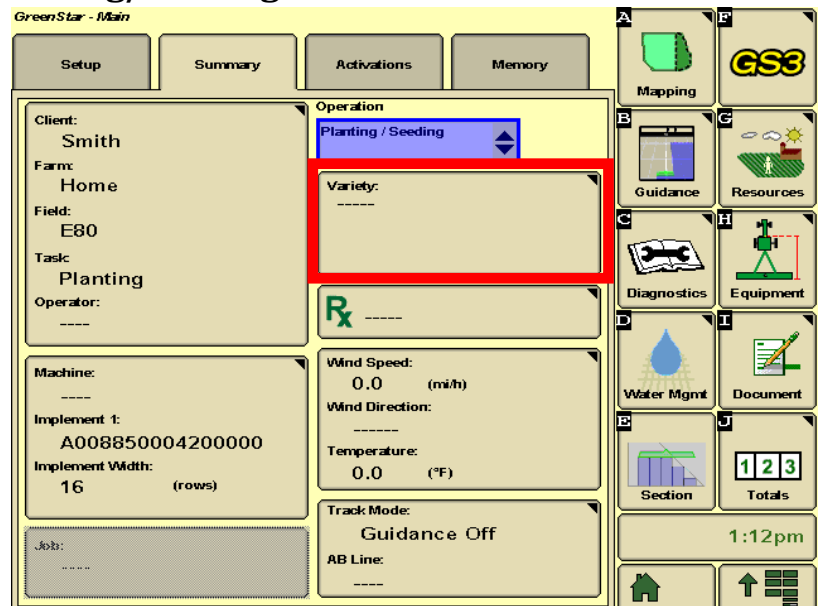 GreenStar - Main
Setup
Summary
Activations
Memory
Client:
Smith
Farm:
Home
Field:
E80
Task:
Planting
Operator:
----
Machine:
----
Implement 1:
A008850004200000
Implement Width:
16 (rows)
Job:
----
Operation
Planting / Seeding
Variety:
-----
Rx -----
Wind Speed:
0.0 (mi/h)
Wind Direction:
------
Temperature:
0.0 (°F)
Track Mode:
Guidance Off
AB Line:
----
A
Mapping
F
GS3
B
Guidance
G
Resources
C
Diagnostics
H
Equipment
D
Water Mgmt
I
Document
E
Section
J
1 2 3
Totals
1:12pm